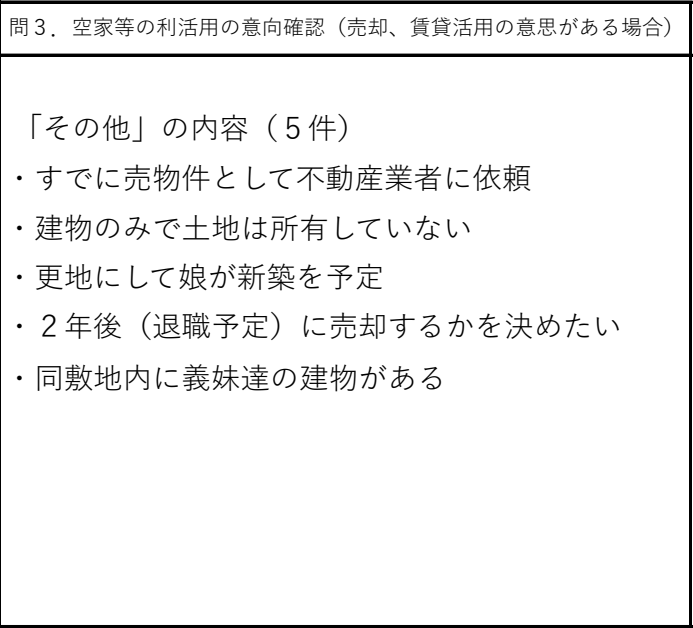 問３．空家等の利活用の意向確認（売却、賃貸活用の意思がある場合）
「その他」の内容（５件）
・すでに売物件として不動産業者に依頼
・建物のみで土地は所有していない
・更地にして娘が新築を予定
・２年後（退職予定）に売却するかを決めたい
・同敷地内に義妹達の建物がある